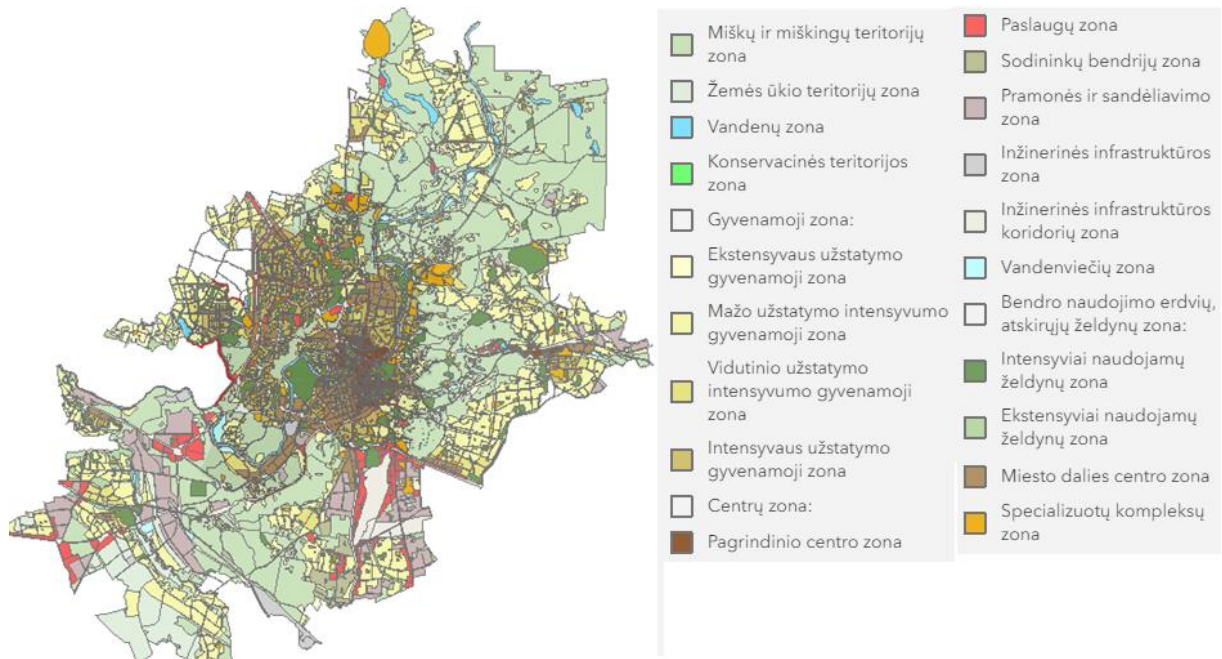 Miškų ir miškingų teritorijų
zona
Žemės ūkio teritorijų zona
Vandenų zona
Konservacinės teritorijos
zona
Gyvenamoji zona:
Ekstensyvaus užstatymo
gyvenamoji zona
Mažo užstatymo intensyvumo
gyvenamoji zona
Vidutinio užstatymo
intensyvumo gyvenamoji
zona
Intensyvaus užstatymo
gyvenamoji zona
Centrų zona:
Pagrindinio centro zona
Paslaugų zona
Sodininkų bendrijų zona
Pramonės ir sandėliavimo
zona
Inžinerinės infrastruktūros
zona
Inžinerinės infrastruktūros
koridorių zona
Vandenviečių zona
Bendro naudojimo erdvių,
atskirųjų želdynų zona:
Intensyviai naudojamų
želdynų zona
Ekstensyviai naudojamų
želdynų zona
Miesto dalies centro zona
Specializuotų kompleksų
zona